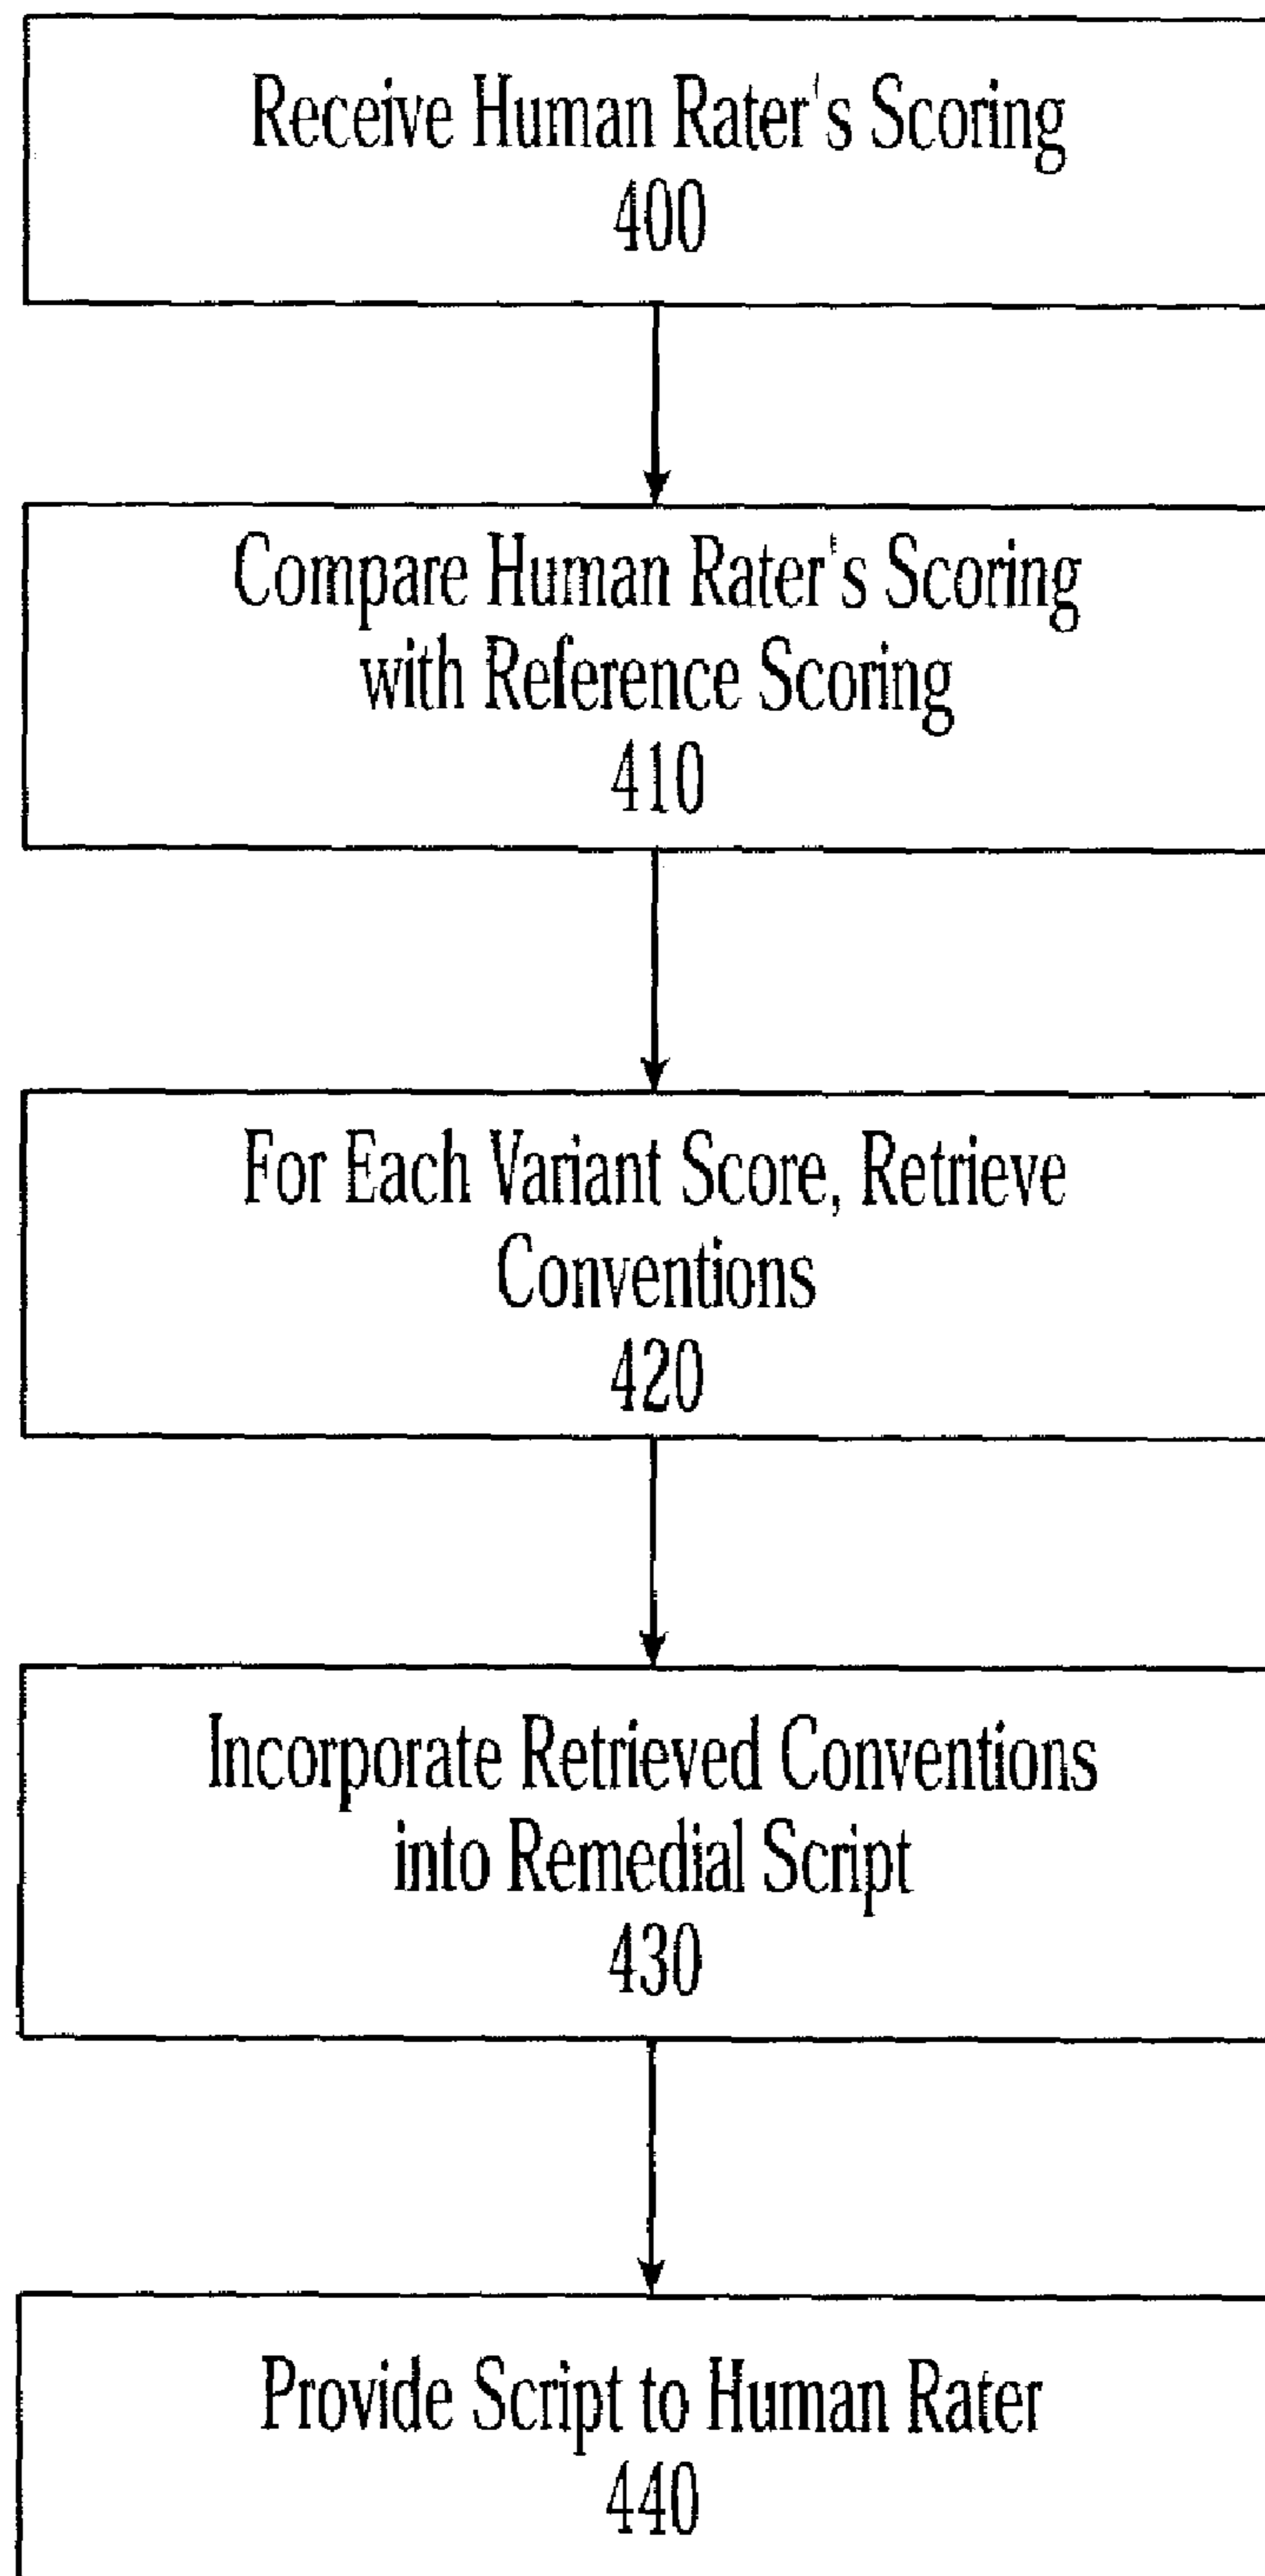 Receive Human Rater's Scoring
400
Compare Human Rater's Scoring
with Reference Scoring
410
For Each Variant Score, Retrieve
Conventions
420
Incorporate Retrieved Conventions
into Remedial Script
430
Provide Script to Human Rater
440